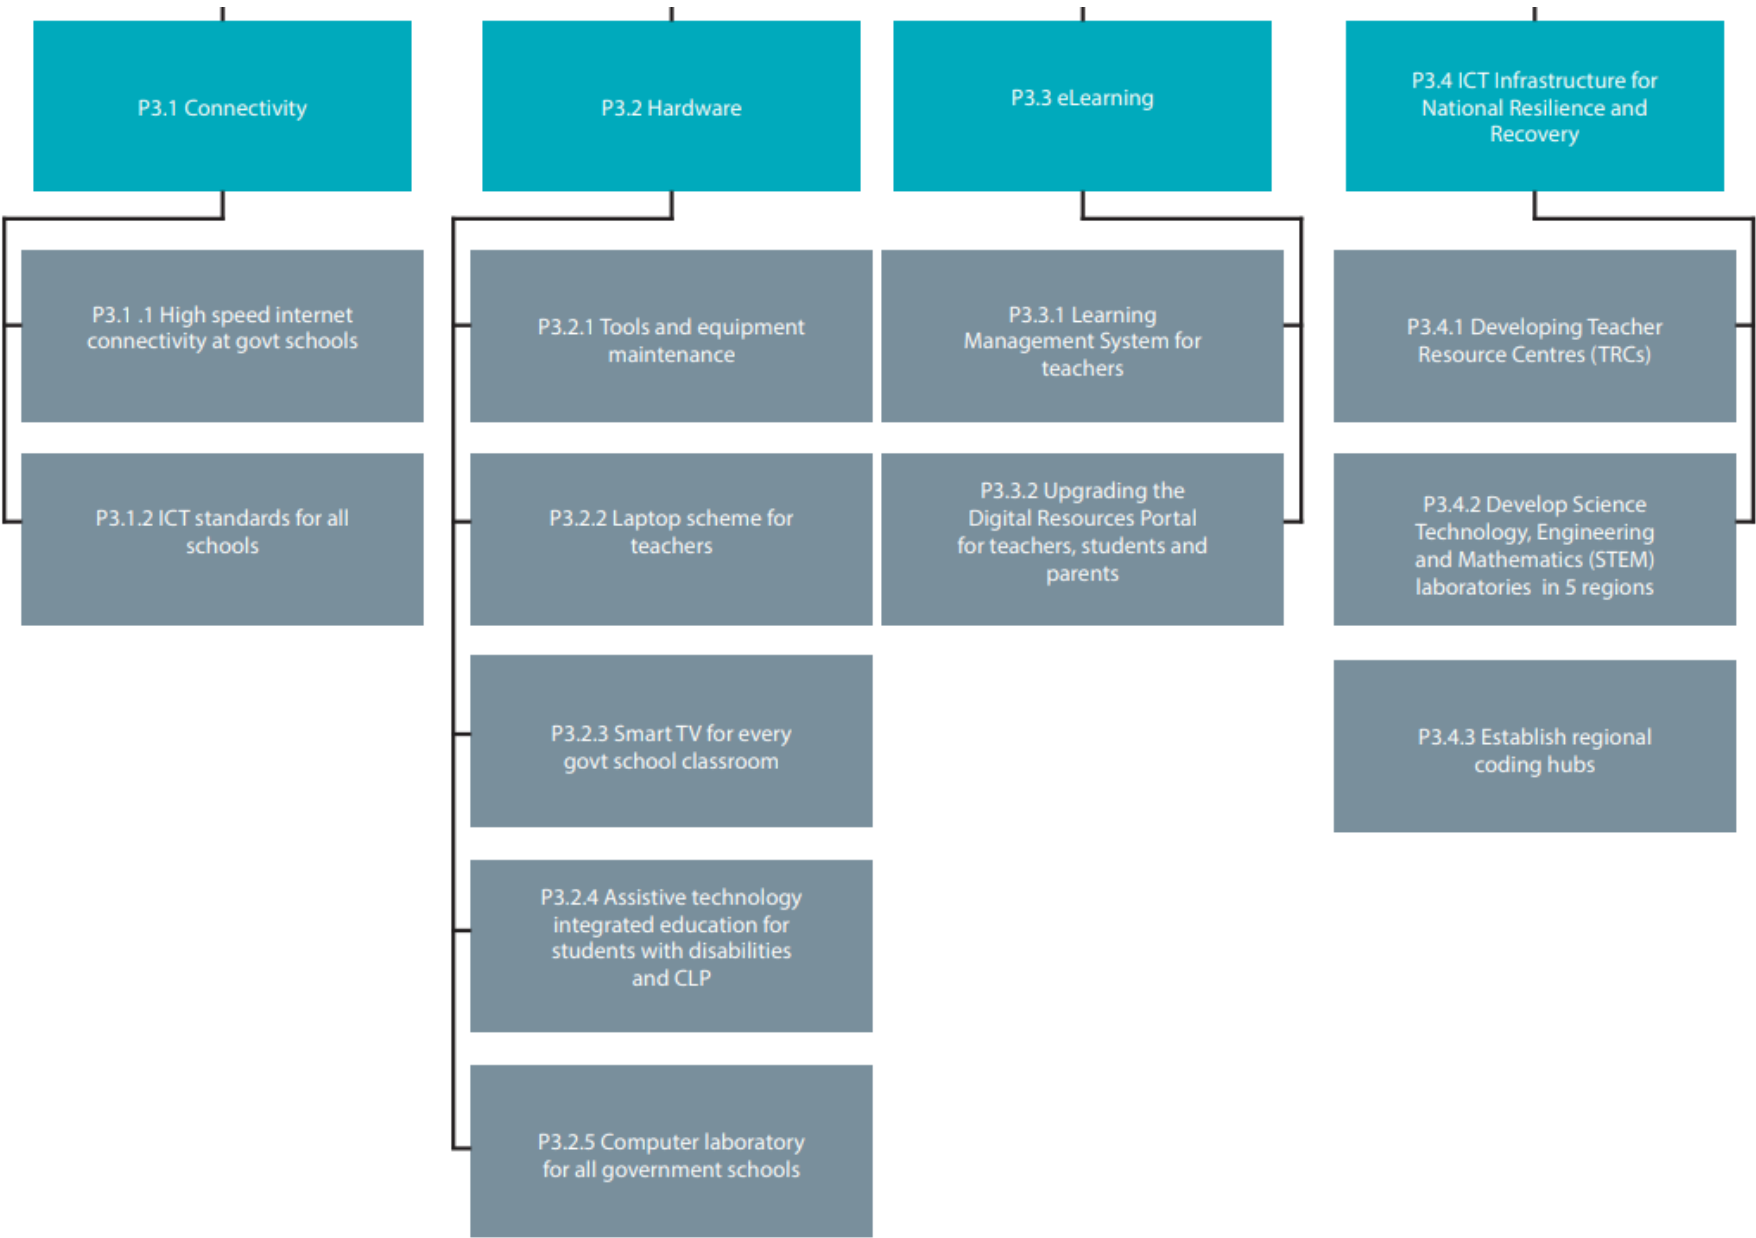 P3.1 Connectivity
P3.2 Hardware
P3.3 eLearning
P3.4 ICT Infrastructure for
National Resilience and
Recovery
P3.1 .1 High speed internet
connectivity at govt schools
P3.1.2 ICT standards for all
schools
P3.2.1 Tools and equipment
maintenance
P3.2.2 Laptop scheme for
teachers
P3.2.3 Smart TV for every
govt school classroom
P3.2.4 Assistive technology
integrated education for
students with disabilities
and CLP
P3.2.5 Computer laboratory
for all government schools
P3.3.1 Learning
Management System for
teachers
P3.3.2 Upgrading the
Digital Resources Portal
for teachers, students and
parents
P3.4.1 Developing Teacher
Resource Centres (TRCs)
P3.4.2 Develop Science
Technology, Engineering
and Mathematics (STEM)
laboratories in 5 regions
P3.4.3 Establish regional
coding hubs